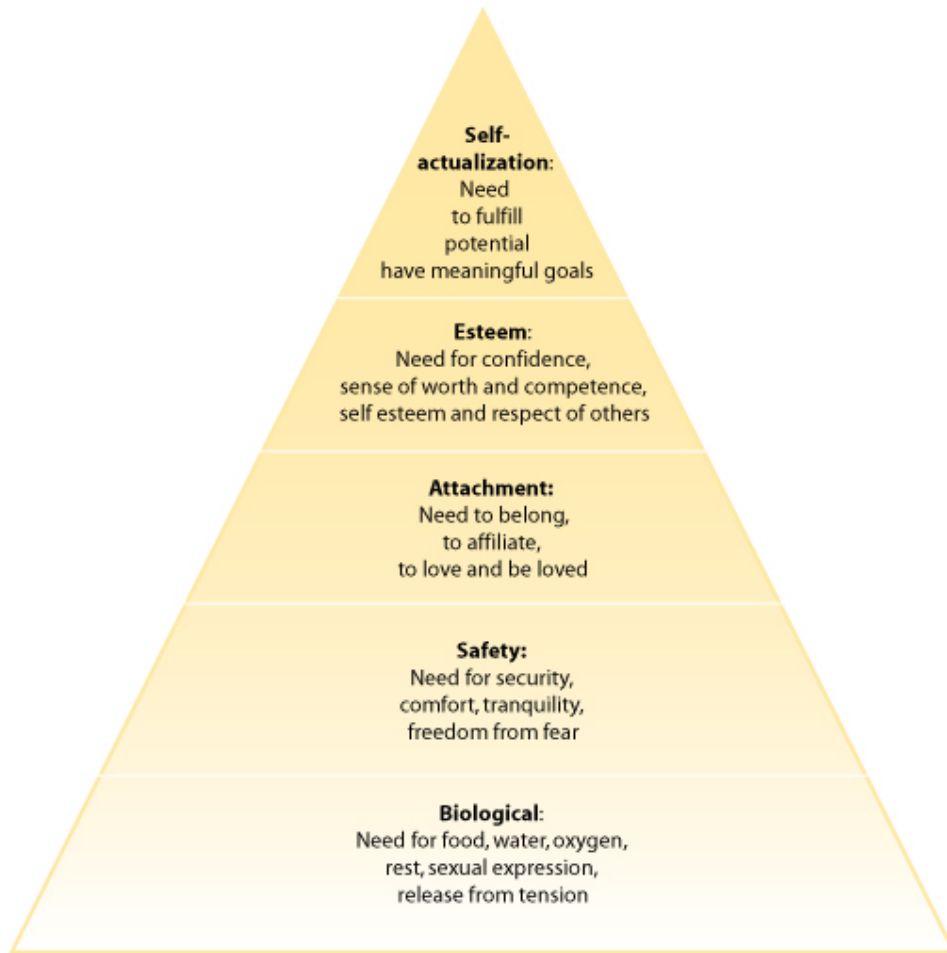 Self-
actualization:
Need
to fulfill
potential
have meaningful goals
Esteem:
Need for confidence,
sense of worth and competence,
self esteem and respect of others
Attachment:
Need to belong,
to affiliate,
to love and be loved
Safety:
Need for security,
comfort, tranquility,
freedom from fear
Biological:
Need for food, water, oxygen,
rest, sexual expression,
release from tension